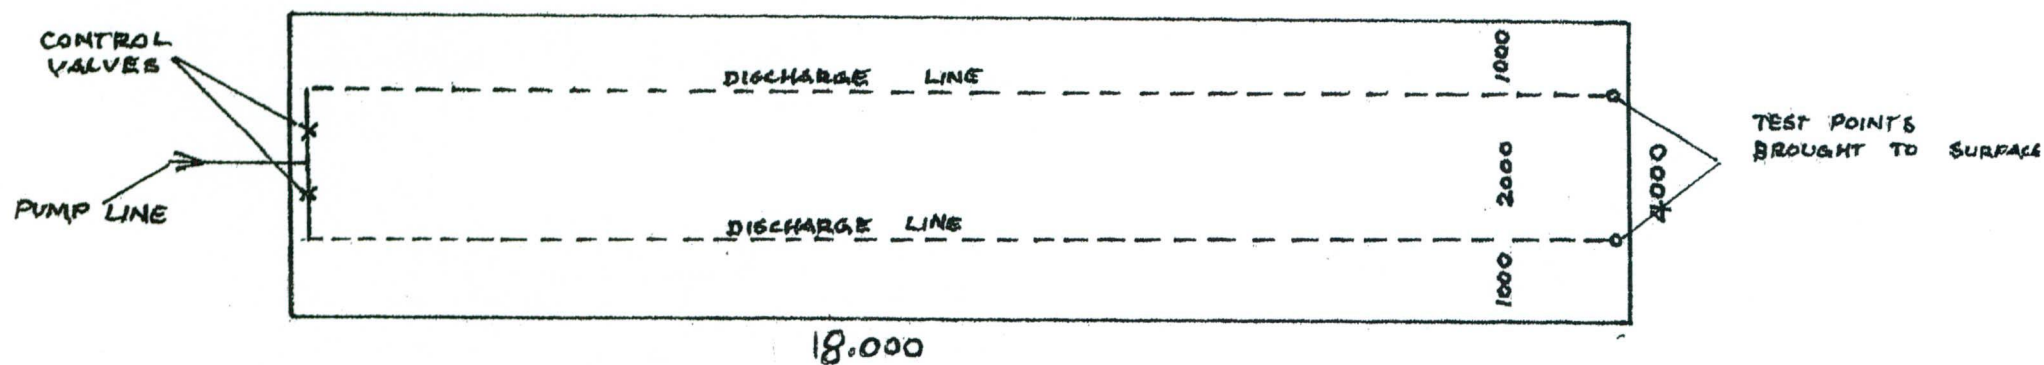 CONTROL
VALVES
PUMP LINE
DISCHARGE LINE
DISCHARGE LINE
1000
2000
1000
4000
TEST POINTS
BROUGHT TO SURFACE
18.000